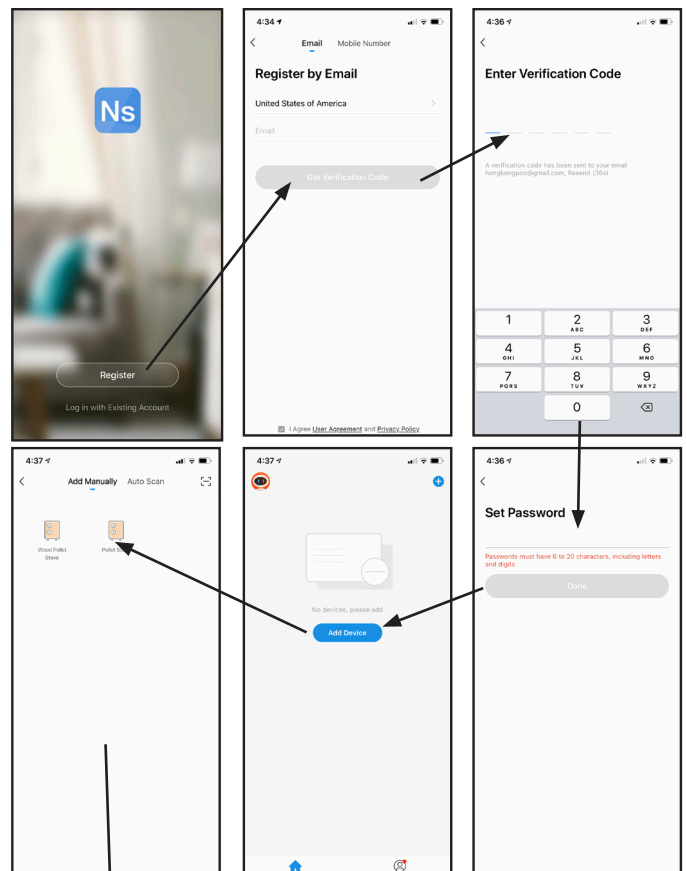 Ns
Register
Log in with Existing Account
4:34
Email Mobile Number
Register by Email
United States of America
Email
Get Verification Code
I Agree User Agreement and Privacy Policy
4:36
Enter Verification Code
A verification code has been sent to your email
hongkongpoo@gmail.com, Resend (36s)
1 2 3
ABC DEF
4 5 6
GHI JKL MNO
7 8 9
PQRS TUV WXYZ
0
4:37
Add Manually Auto Scan
Wood Pellet
Stove
Pellet
4:37
No devices, please add
Add Device
4:36
Set Password
Passwords must have 6 to 20 characters, including letters
and digits
Done